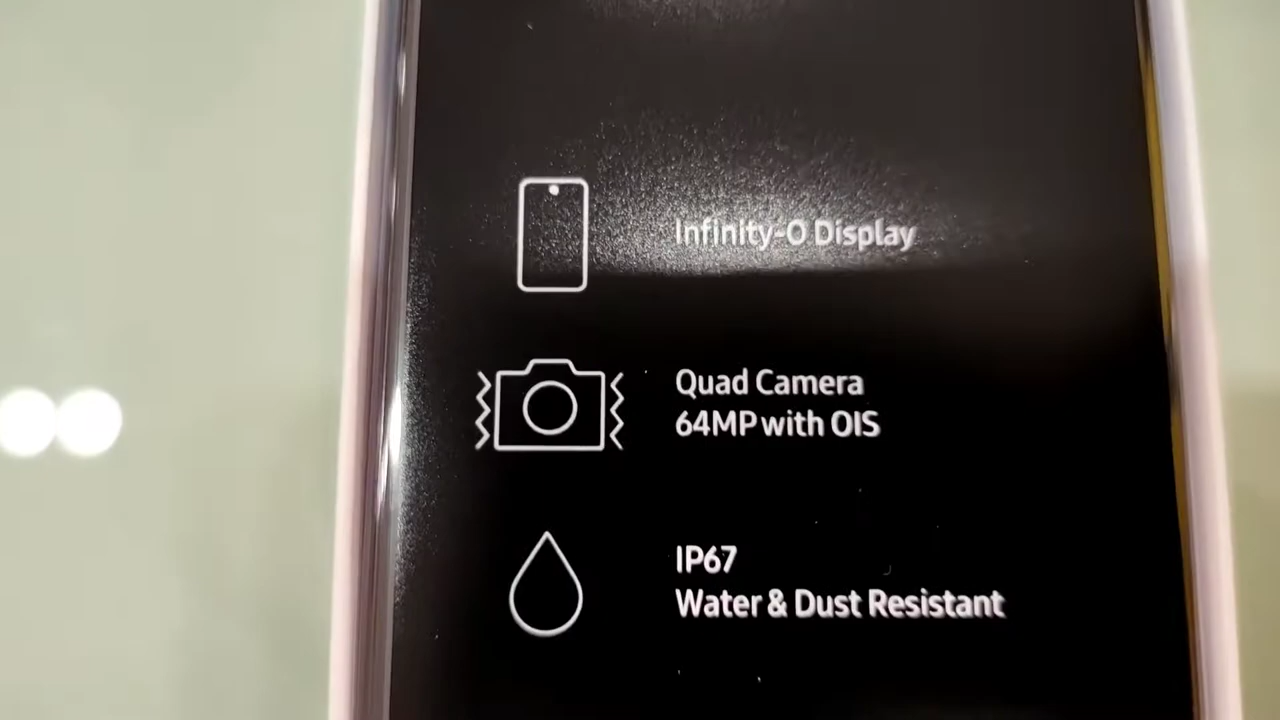 Infinity-O Display
Quad Camera
64MP with OIS
IP67
Water & Dust Resistant